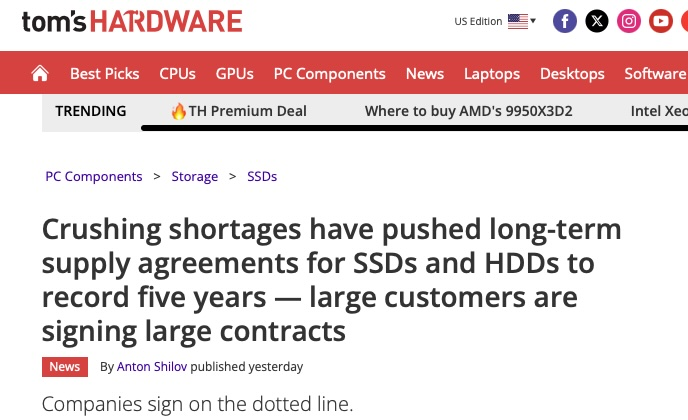 tom's HARDWARE
US Edition
Best Picks CPUs GPUs PC Components News Laptops Desktops Software
TRENDING 🔥TH Premium Deal Where to buy AMD's 9950X3D2 Intel Xeo
PC Components > Storage > SSDs
Crushing shortages have pushed long-term
supply agreements for SSDs and HDDs to
record five years — large customers are
signing large contracts
News By Anton Shilov published yesterday
Companies sign on the dotted line.